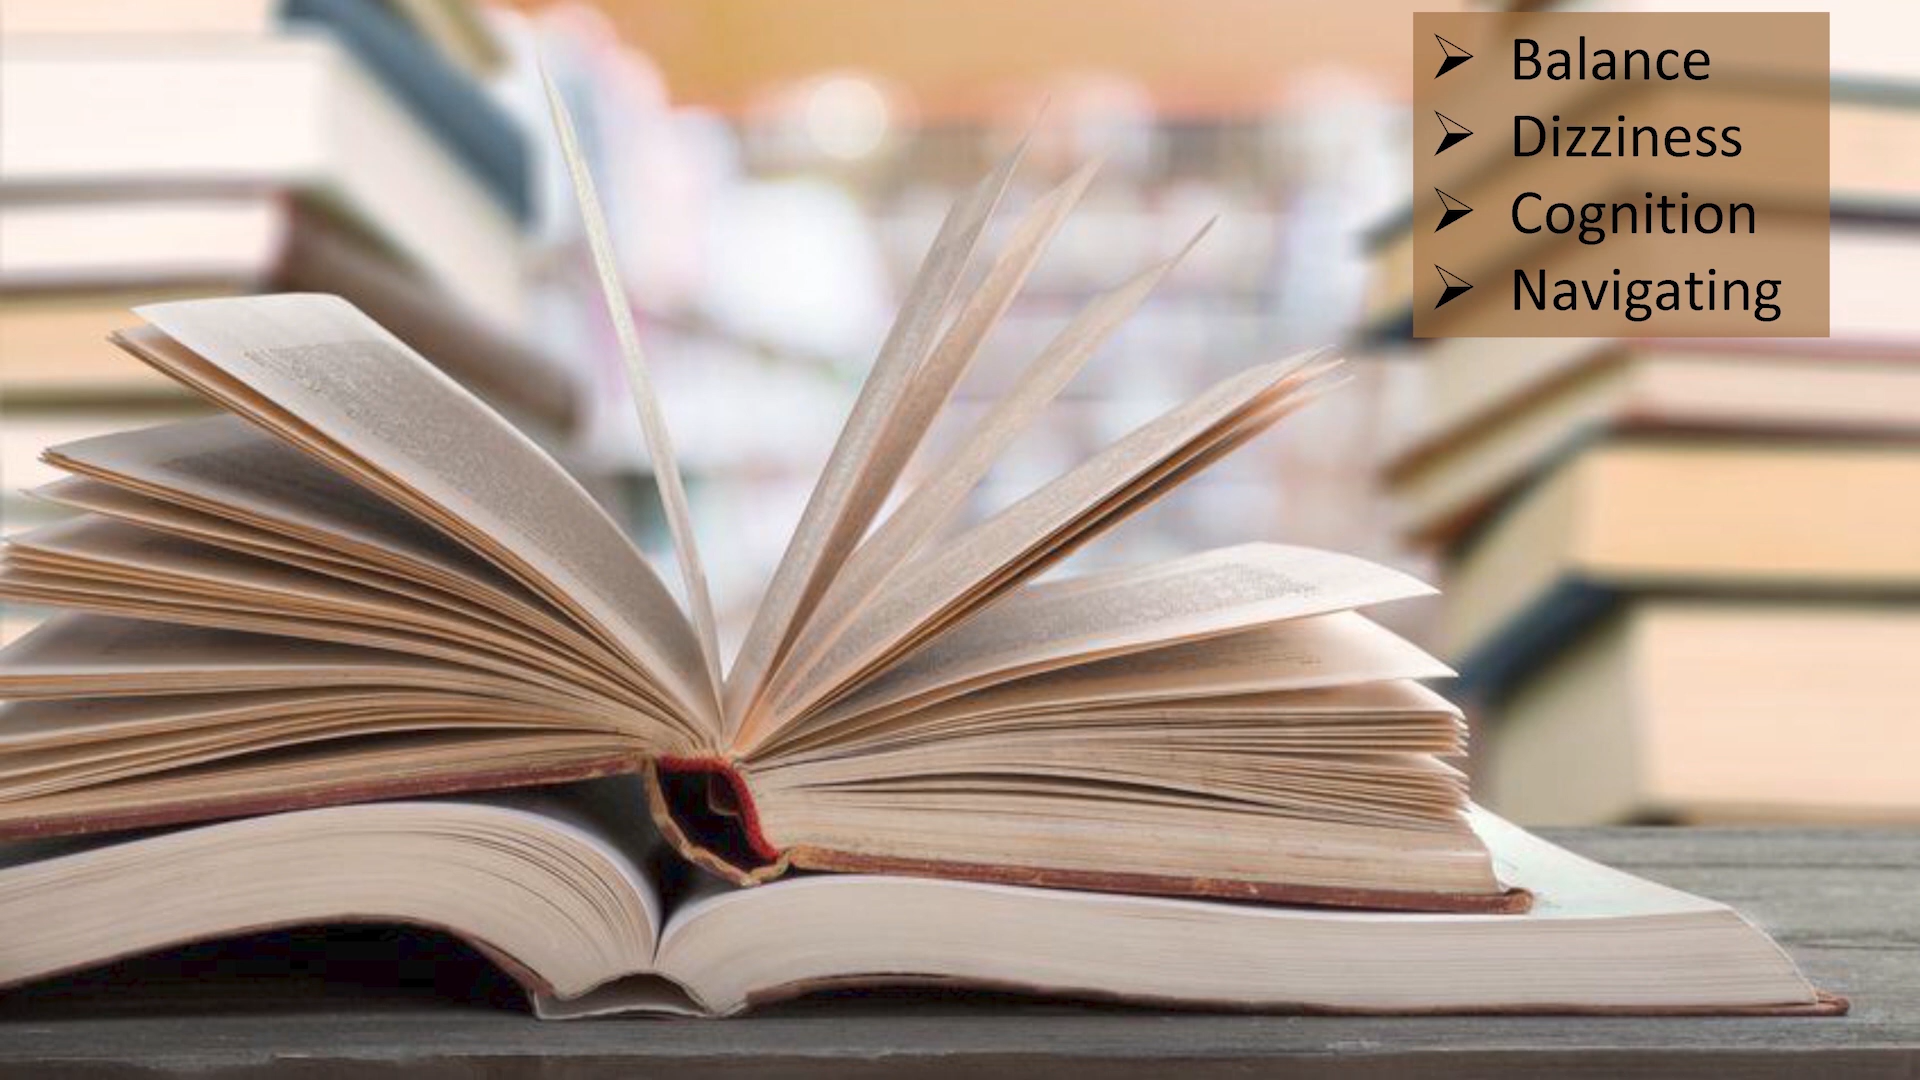 ➢ Balance
➢ Dizziness
➢ Cognition
➢ Navigating